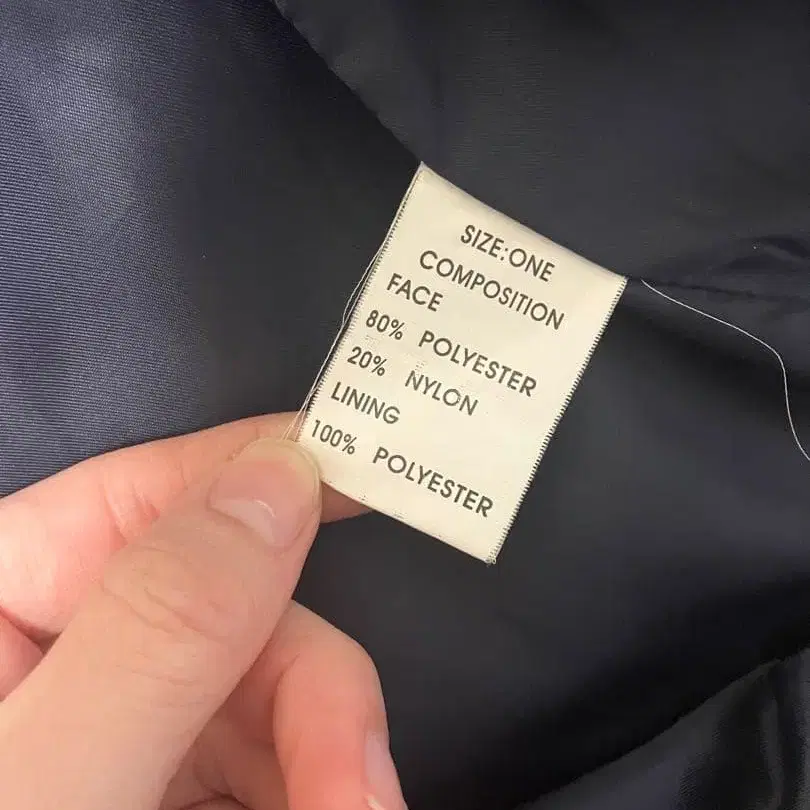 SIZE:ONE
COMPOSITION
FACE
80% POLYESTER
20% NYLON
LINING
100% POLYESTER